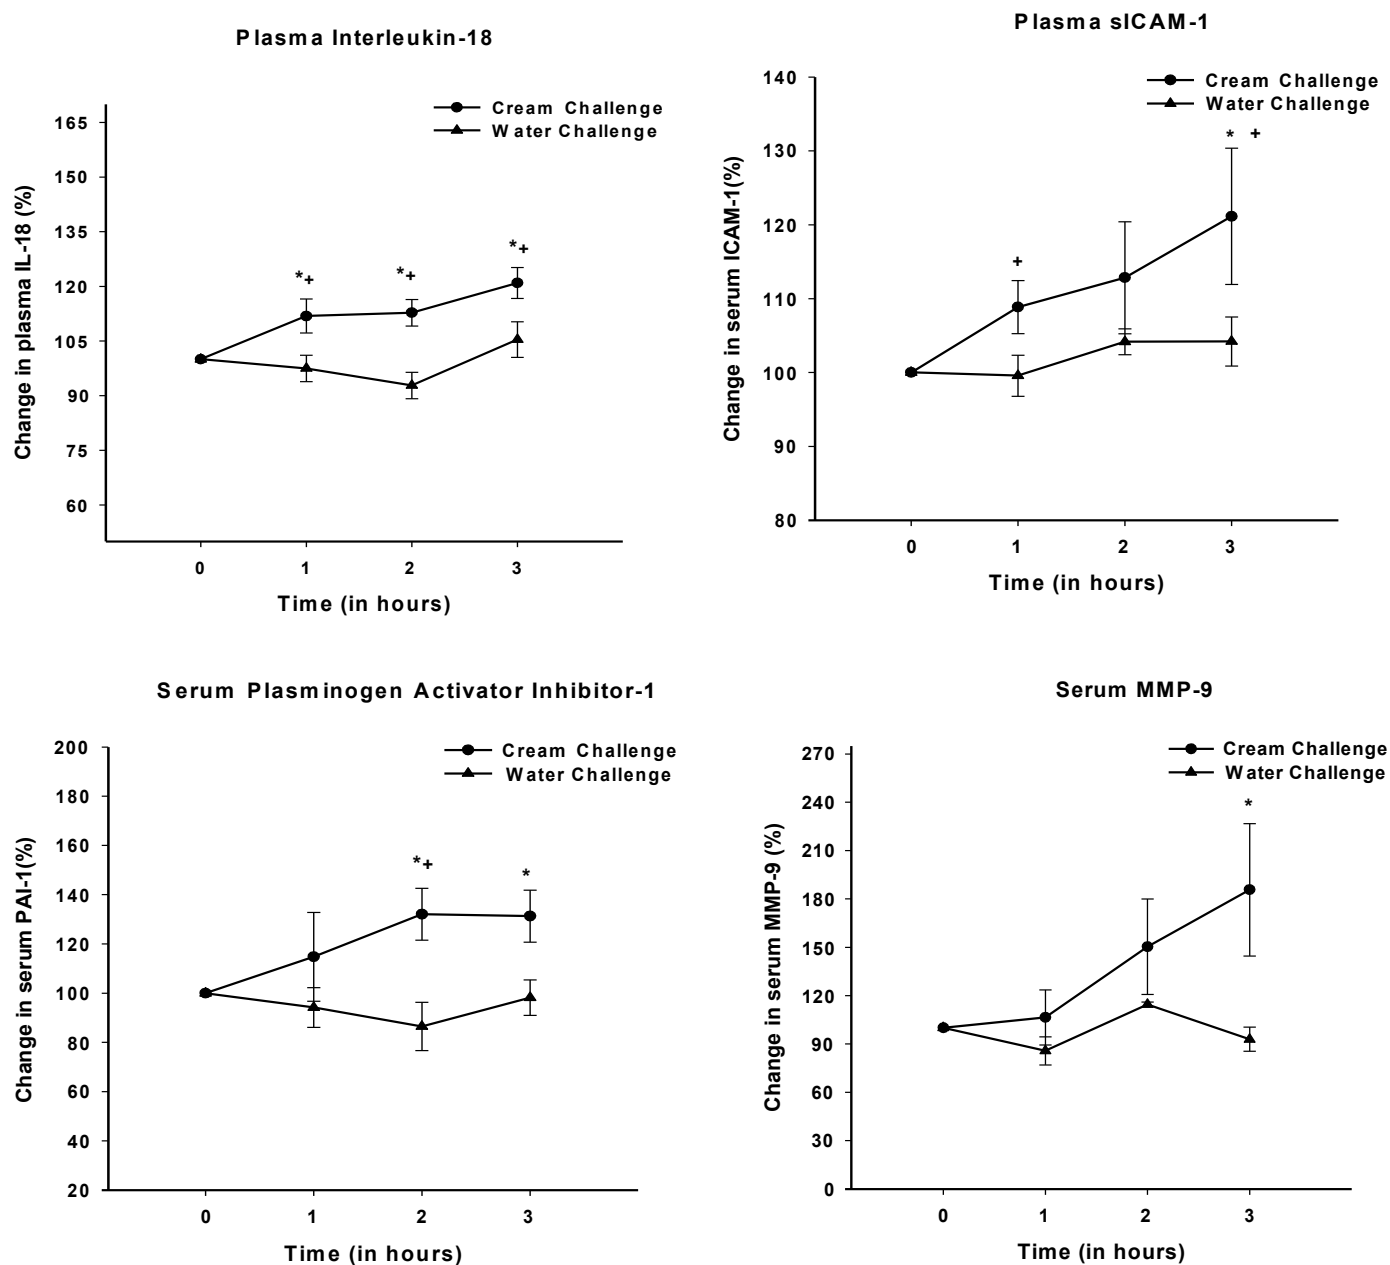 Plasma Interleukin-18
Cream Challenge
Water Challenge
Change in plasma IL-18 (%)
165
150
135
120
105
90
75
60
*+
*+
*+
0 1 2 3
Time (in hours)
Plasma sICAM-1
Cream Challenge
Water Challenge
Change in serum ICAM-1(%)
140
130
120
110
100
90
80
+
* +
0 1 2 3
Time (in hours)
Serum Plasminogen Activator Inhibitor-1
Cream Challenge
Water Challenge
Change in serum PAI-1(%)
200
180
160
140
120
100
80
60
40
20
*+
*
0 1 2 3
Time (in hours)
Serum MMP-9
Cream Challenge
Water Challenge
Change in serum MMP-9 (%)
270
240
210
180
150
120
90
60
30
0
*
0 1 2 3
Time (in hours)